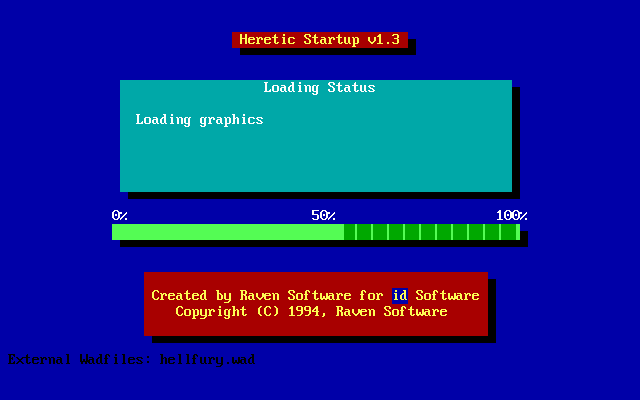 Heretic Startup v1.3
Loading Status
Loading graphics
0% 50% 100%
Created by Raven Software for id Software
Copyright (C) 1994, Raven Software
External Wadfiles: hellfury.wad